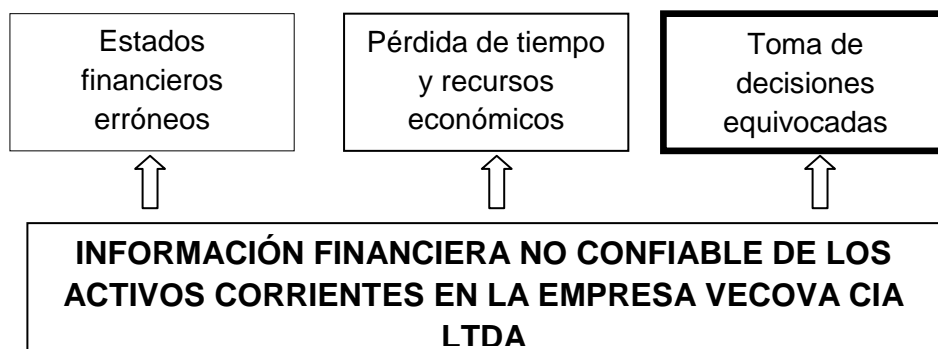 Estados
financieros
erróneos
Pérdida de tiempo
y recursos
económicos
Toma de
decisiones
equivocadas
INFORMACIÓN FINANCIERA NO CONFIABLE DE LOS
ACTIVOS CORRIENTES EN LA EMPRESA VECOVA CIA
LTDA